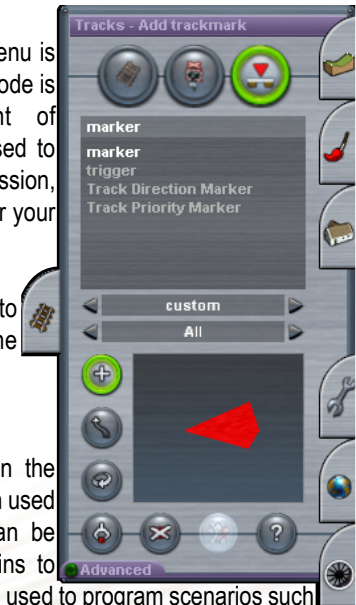 Tracks - Add trackmark
enu is
ode is
nt of
sed to
ssion,
r your
to
he
n the
n used
an be
ins to
used to program scenarios such
marker
marker
trigger
Track Direction Marker
Track Priority Marker
custom
All
?
Advanced